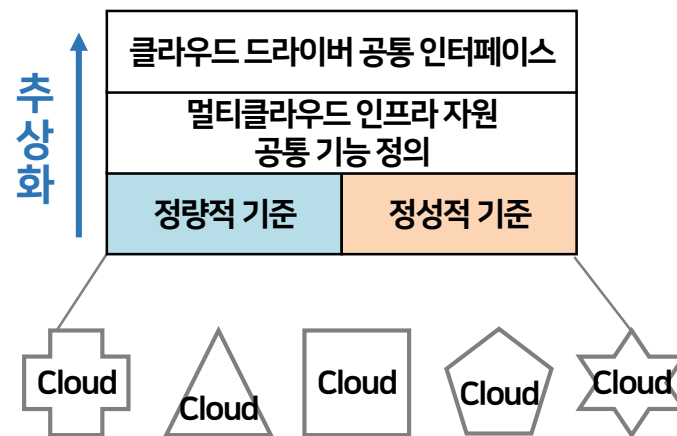 클라우드 드라이버 공통 인터페이스
멀티클라우드 인프라 자원
공통 기능 정의
정량적 기준
정성적 기준
추상화
Cloud
Cloud
Cloud
Cloud
Cloud